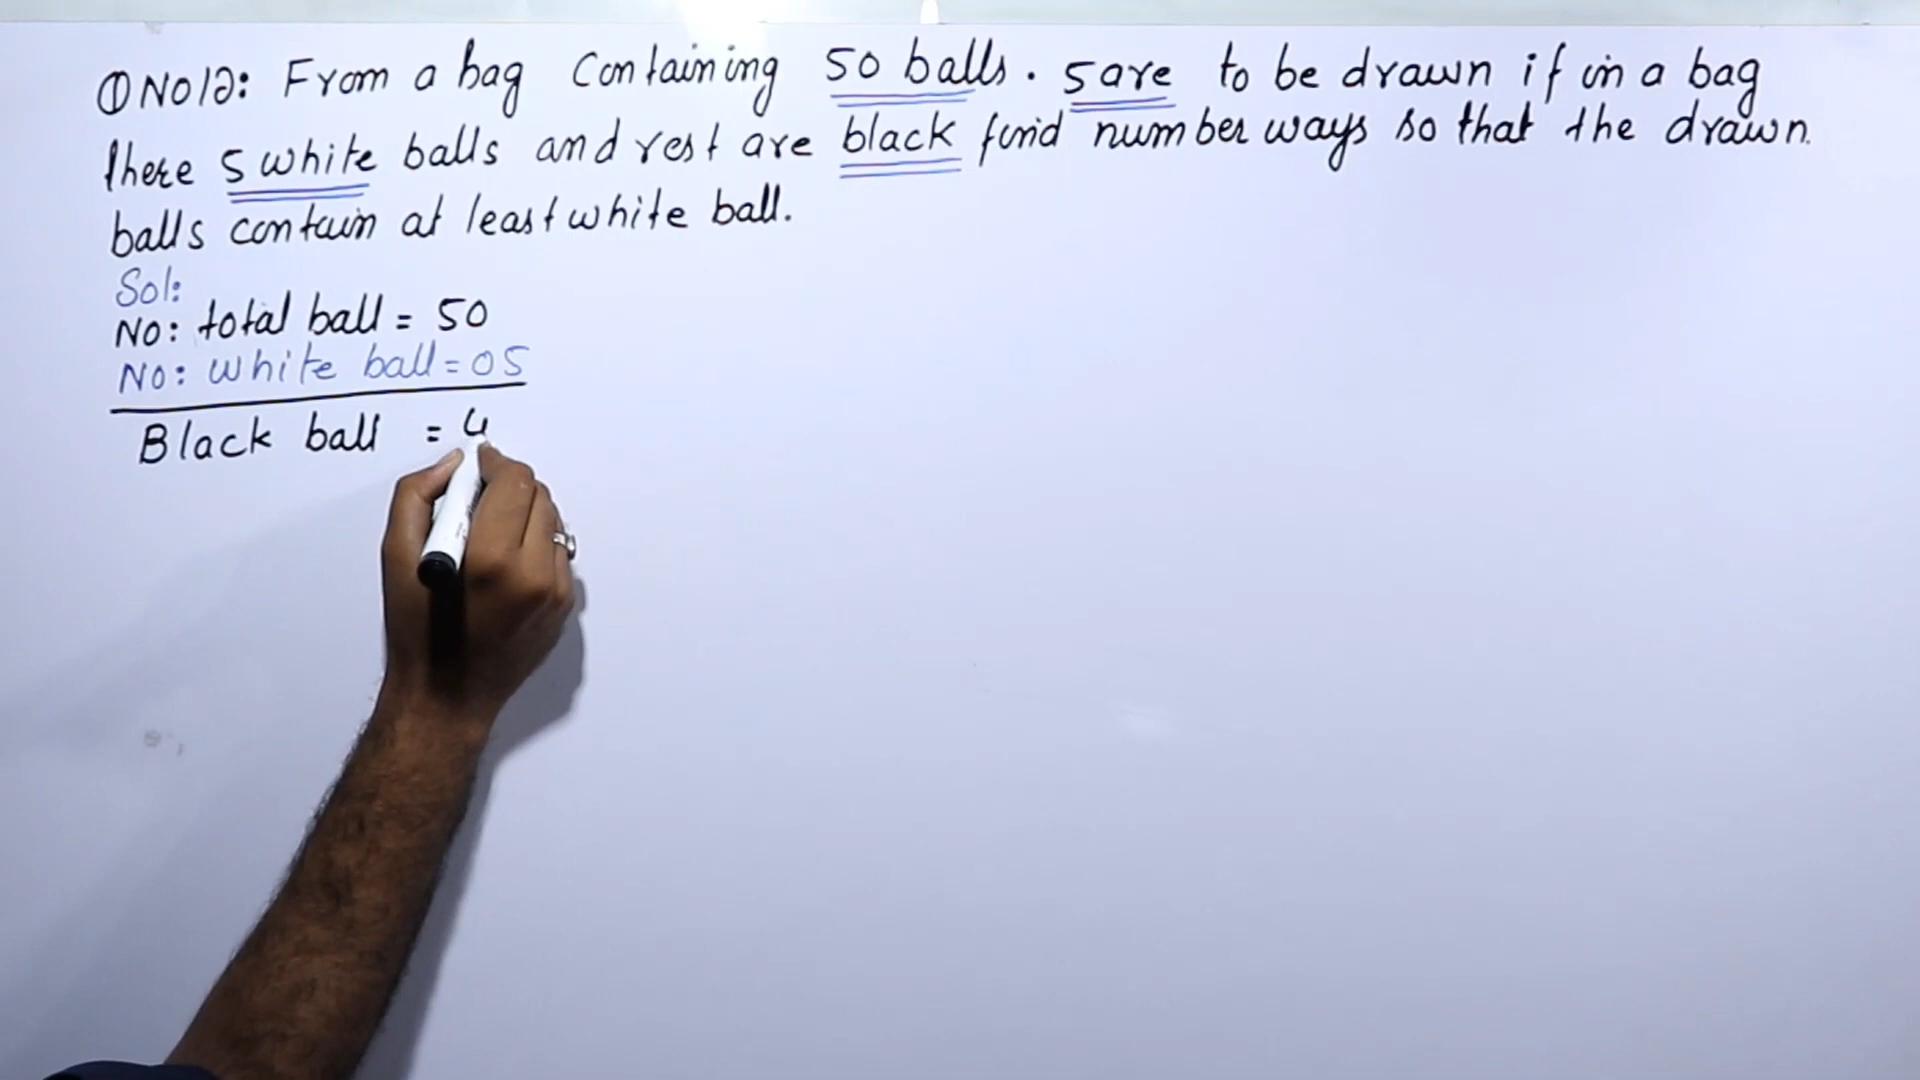 Q No 12: From a bag Containing 50 balls. 5 are to be drawn if in a bag
there 5 white balls and rest are black find number ways so that the drawn
balls contain at least white ball.
Sol:
No: total ball = 50
No: white ball = 05
Black ball = 4